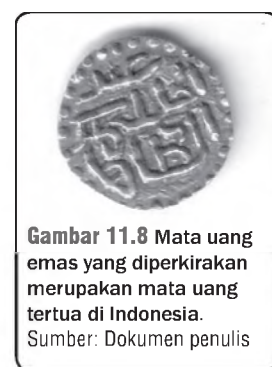 Gambar 11.8 Mata uang
emas yang diperkirakan
merupakan mata uang
tertua di Indonesia.
Sumber: Dokumen penulis